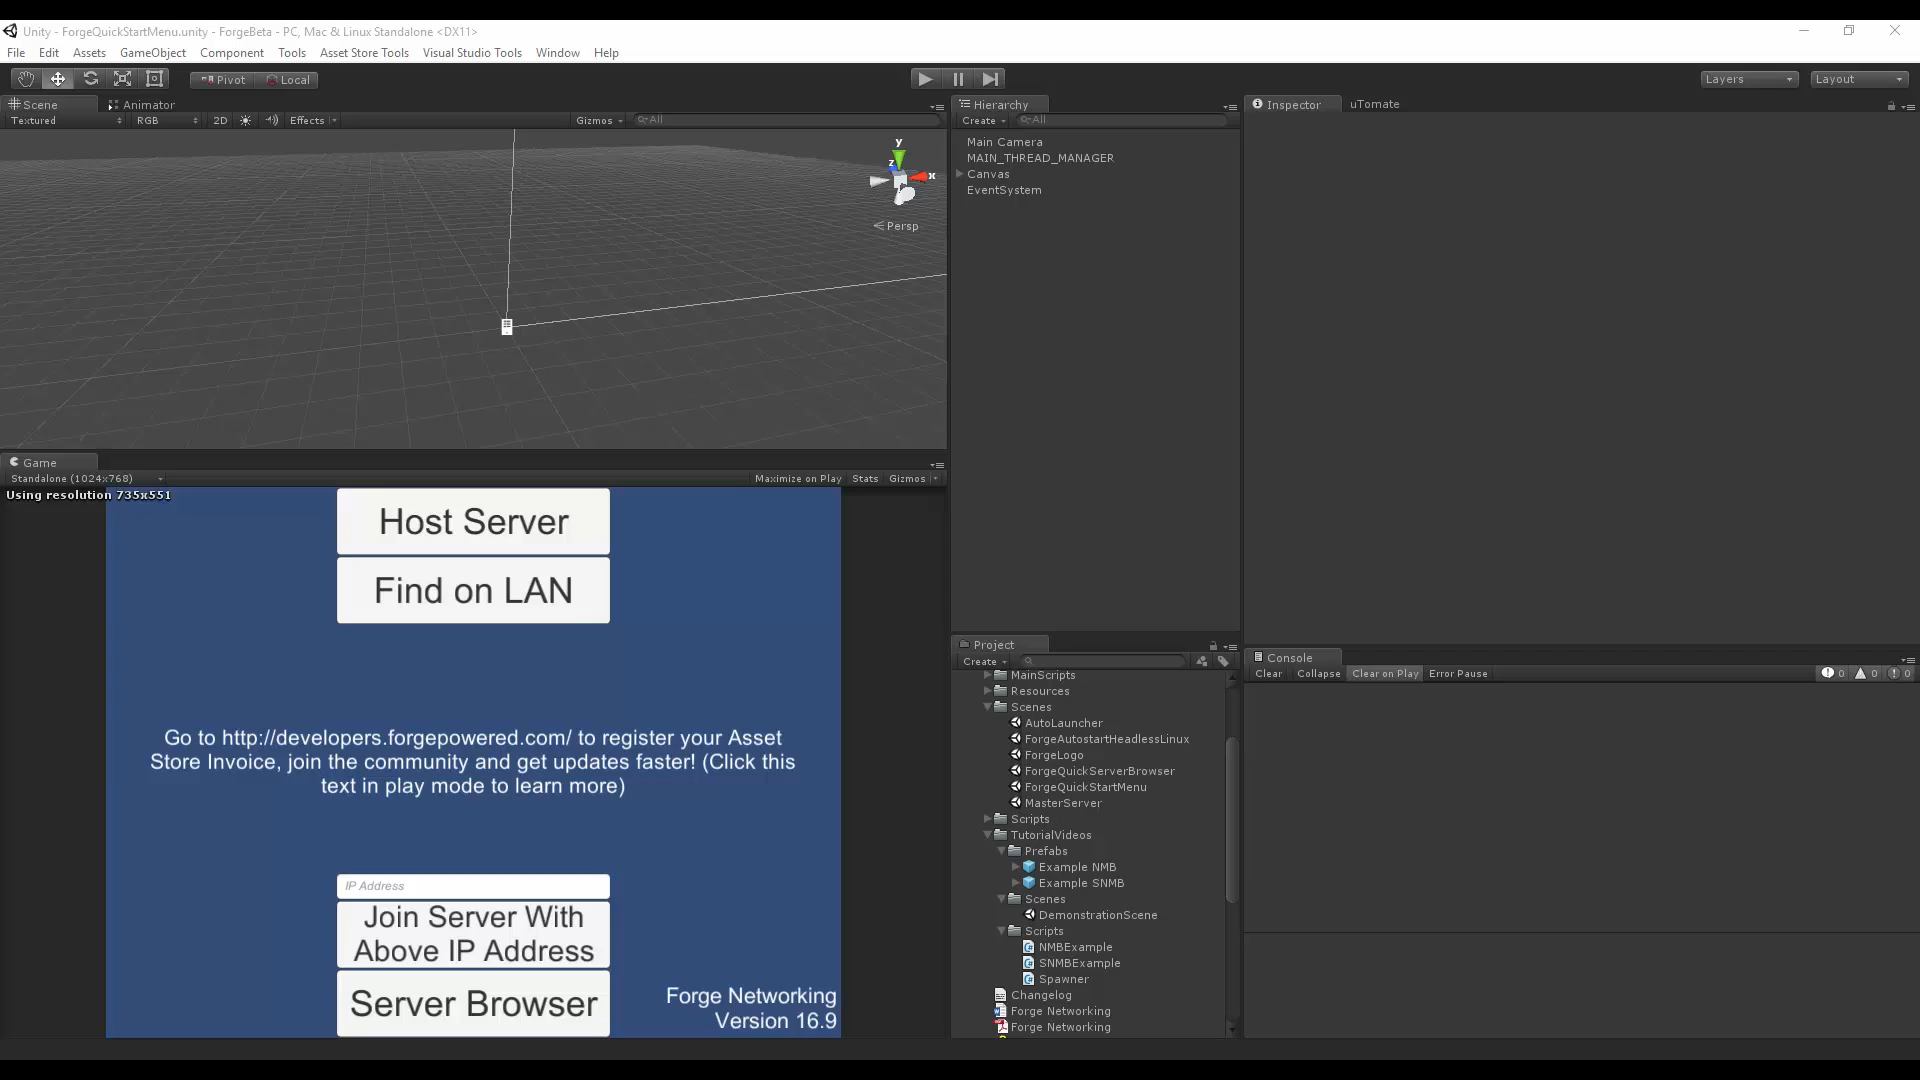 Unity - ForgeQuickStartMenu.unity - ForgeBeta - PC, Mac & Linux Standalone <DX11>
File Edit Assets GameObject Component Tools Asset Store Tools Visual Studio Tools Window Help
Pivot Local
Layers Layout
Scene Animator
Textured RGB 2D Effects Gizmos All
y
z
x
Persp
Hierarchy
Create All
Main Camera
MAIN_THREAD_MANAGER
Canvas
EventSystem
Inspector uTomate
Game
Standalone (1024x768) Maximize on Play Stats Gizmos
Using resolution 735x551
Host Server
Find on LAN
Go to http://developers.forgepowered.com/ to register your Asset
Store Invoice, join the community and get updates faster! (Click this
text in play mode to learn more)
IP Address
Join Server With
Above IP Address
Server Browser
Forge Networking
Version 16.9
Project
Create
MainScripts
Resources
Scenes
AutoLauncher
ForgeAutostartHeadlessLinux
ForgeLogo
ForgeQuickServerBrowser
ForgeQuickStartMenu
MasterServer
Scripts
TutorialVideos
Prefabs
Example NMB
Example SNMB
Scenes
DemonstrationScene
Scripts
NMBExample
SNMBExample
Spawner
Changelog
Forge Networking
Forge Networking
Console
Clear Collapse Clear on Play Error Pause 0 0 0